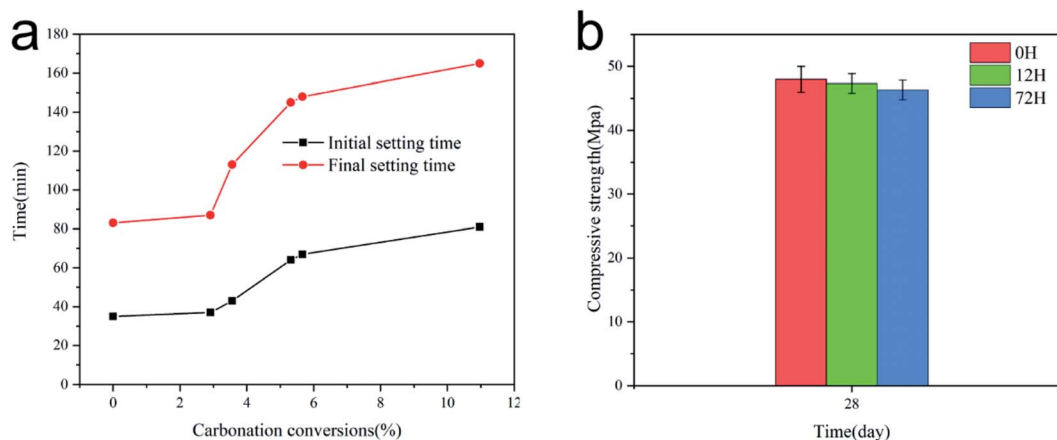 a
180
160
140
120
100
80
60
40
20
0
Time(min)
Initial setting time
Final setting time
0
2
4
6
8
10
12
Carbonation conversions(%)
b
50
40
30
20
10
0
Compressive strength(Mpa)
0H
12H
72H
28
Time(day)